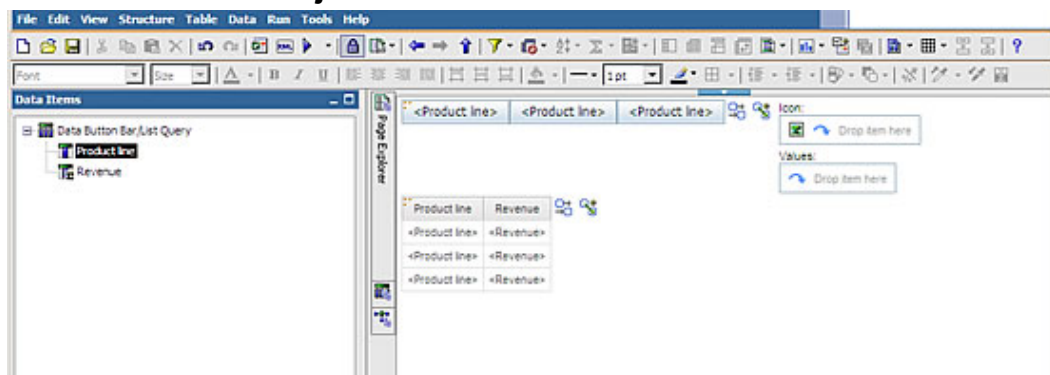 File Edit View Structure Table Data Run Tools Help
Font Size 1 pt
Data Items
Data Button Bar/List Query
Product line
Revenue
Page Explorer
<Product line> <Product line> <Product line>
Icon:
Drop item here
Values:
Drop item here
Product line Revenue
<Product line> <Revenue>
<Product line> <Revenue>
<Product line> <Revenue>